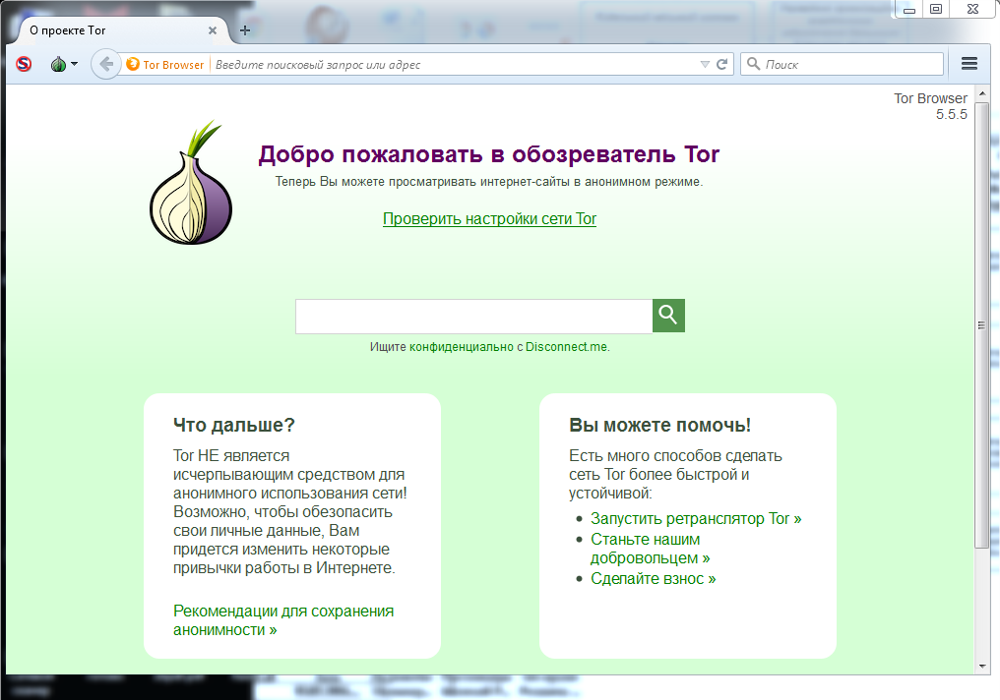 О проекте Tor
Tor Browser
Введите поисковый запрос или адрес
Поиск
Tor Browser
5.5.5
Добро пожаловать в обозреватель Tor
Теперь Вы можете просматривать интернет-сайты в анонимном режиме.
Проверить настройки сети Tor
Ищите конфиденциально с Disconnect.me.
Что дальше?
Tor НЕ является
исчерпывающим средством для
анонимного использования сети!
Возможно, чтобы обезопасить
свои личные данные, Вам
придется изменить некоторые
привычки работы в Интернете.
Рекомендации для сохранения
анонимности »
Вы можете помочь!
Есть много способов сделать
сеть Tor более быстрой и
устойчивой:
Запустить ретранслятор Tor »
Станьте нашим
добровольцем »
Сделайте взнос »